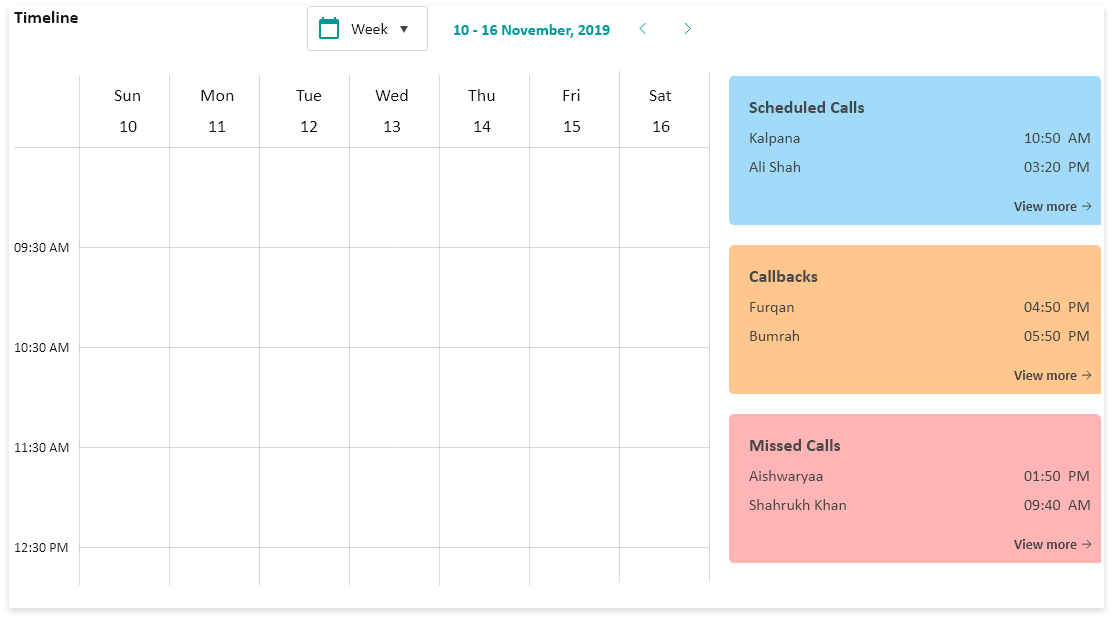 Timeline
Week
10 - 16 November, 2019
Sun Mon Tue Wed Thu Fri Sat
10 11 12 13 14 15 16
09:30 AM
10:30 AM
11:30 AM
12:30 PM
Scheduled Calls
Kalpana 10:50 AM
Ali Shah 03:20 PM
View more →
Callbacks
Furqan 04:50 PM
Bumrah 05:50 PM
View more →
Missed Calls
Aishwaryaa 01:50 PM
Shahrukh Khan 09:40 AM
View more →